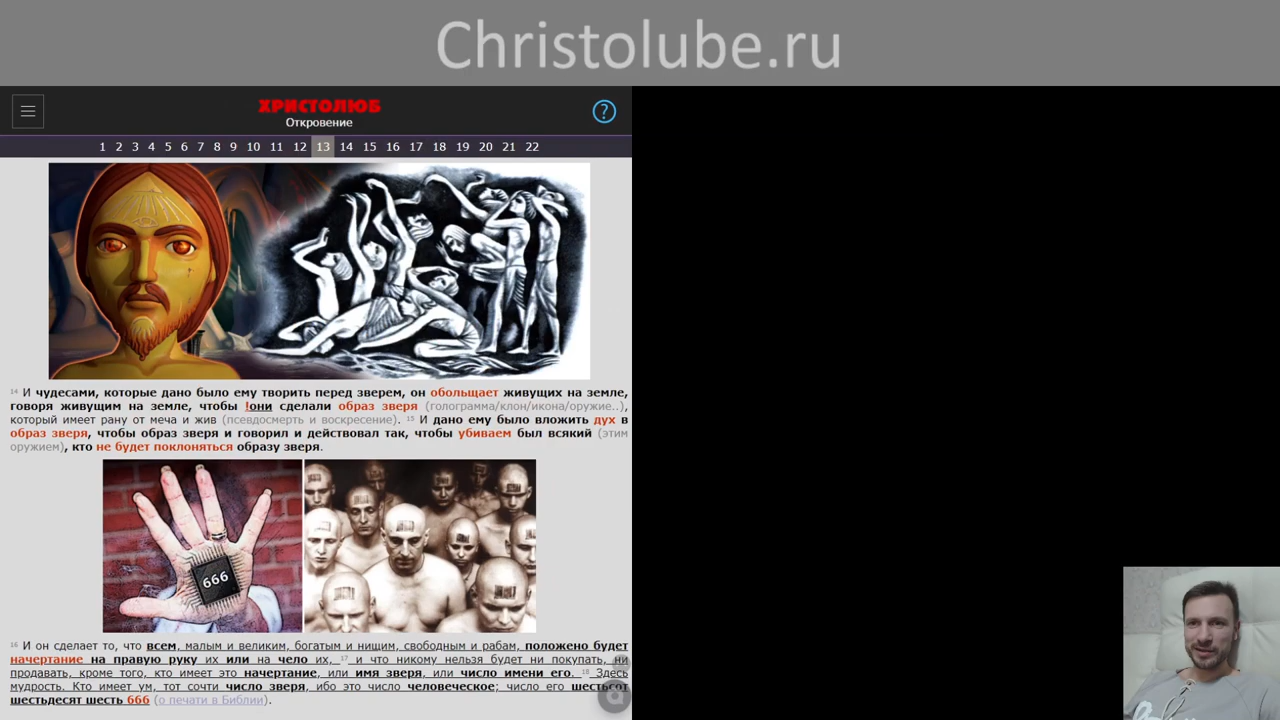 Christolube.ru
ХРИСТОЛЮБ
Откровение
1 2 3 4 5 6 7 8 9 10 11 12 13 14 15 16 17 18 19 20 21 22
14 И чудесами, которые дано было ему творить перед зверем, он обольщает живущих на земле,
говоря живущим на земле, чтобы !они сделали образ зверя (голограмма/клон/икона/оружие..),
который имеет рану от меча и жив (псевдосмерть и воскресение). 15 И дано ему было вложить дух в
образ зверя, чтобы образ зверя и говорил и действовал так, чтобы убиваем был всякий (этим
оружием), кто не будет поклоняться образу зверя.
666
16 И он сделает то, что всем, малым и великим, богатым и нищим, свободным и рабам, положено будет
начертание на правую руку их или на чело их, 17 и что никому нельзя будет ни покупать, ни
продавать, кроме того, кто имеет это начертание, или имя зверя, или число имени его. 18 Здесь
мудрость. Кто имеет ум, тот сочти число зверя, ибо это число человеческое; число его шестьсот
шестьдесят шесть 666 (о печати в Библии).